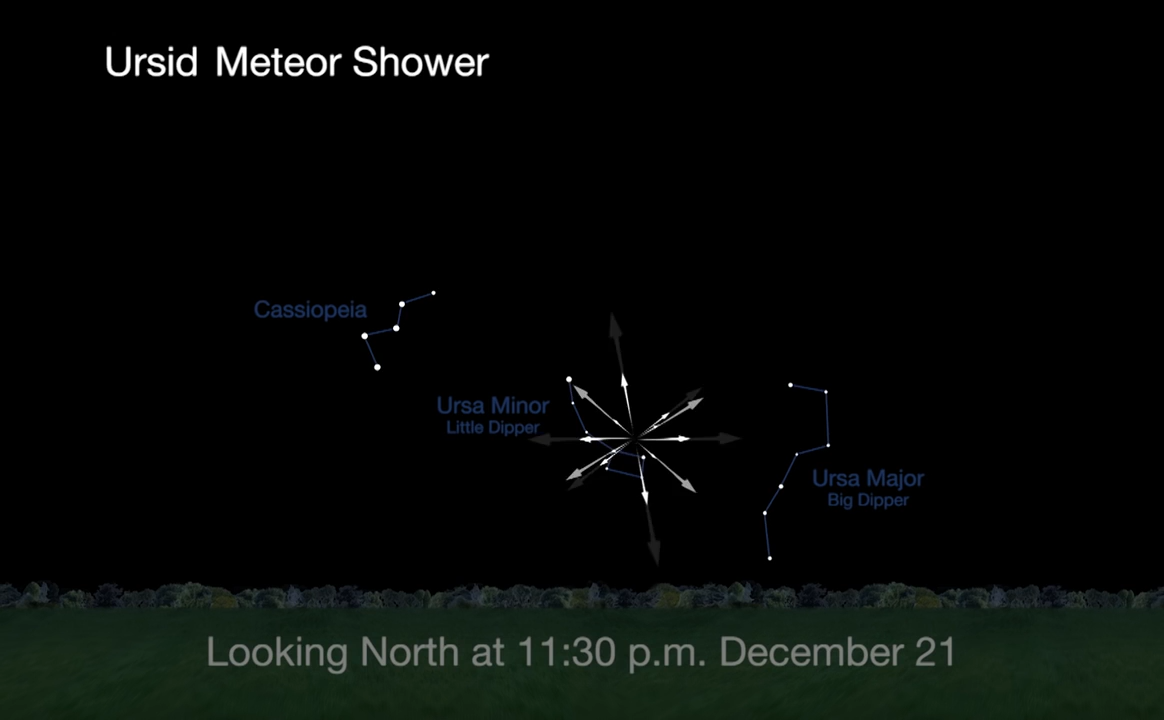 Ursid Meteor Shower
Cassiopeia
Ursa Minor
Little Dipper
Ursa Major
Big Dipper
Looking North at 11:30 p.m. December 21